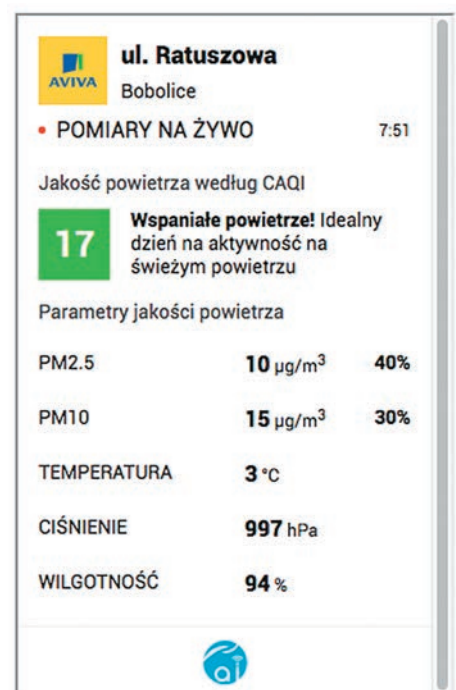 AVIVA
ul. Ratuszowa
Bobolice
• POMIARY NA ŻYWO 7:51
Jakość powietrza według CAQI
17
Wspaniałe powietrze! Idealny
dzień na aktywność na
świeżym powietrzu
Parametry jakości powietrza
PM2.5 10 µg/m³ 40%
PM10 15 µg/m³ 30%
TEMPERATURA 3 °C
CIŚNIENIE 997 hPa
WILGOTNOŚĆ 94 %
ai